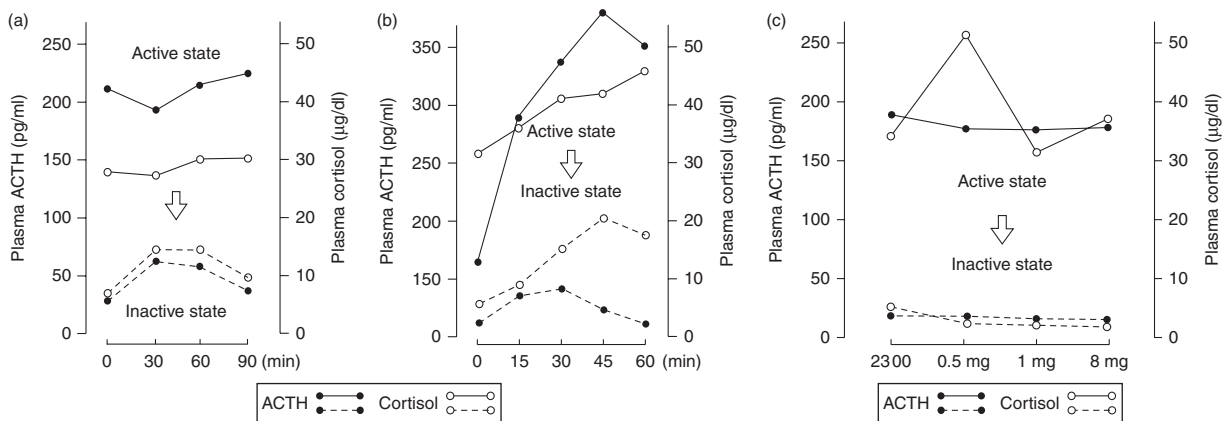 (a)
Plasma ACTH (pg/ml)
250
200
150
100
50
0
Active state
Inactive state
50
40
30
20
10
0
Plasma cortisol (μg/dl)
0 30 60 90 (min)
(b)
Plasma ACTH (pg/ml)
350
300
250
200
150
0
Active state
Inactive state
50
40
30
20
10
0
Plasma cortisol (μg/dl)
0 15 30 45 60 (min)
ACTH Cortisol
(c)
Plasma ACTH (pg/ml)
250
200
150
100
50
0
Active state
Inactive state
50
40
30
20
10
0
Plasma cortisol (μg/dl)
2300 0.5 mg 1 mg 8 mg
ACTH Cortisol